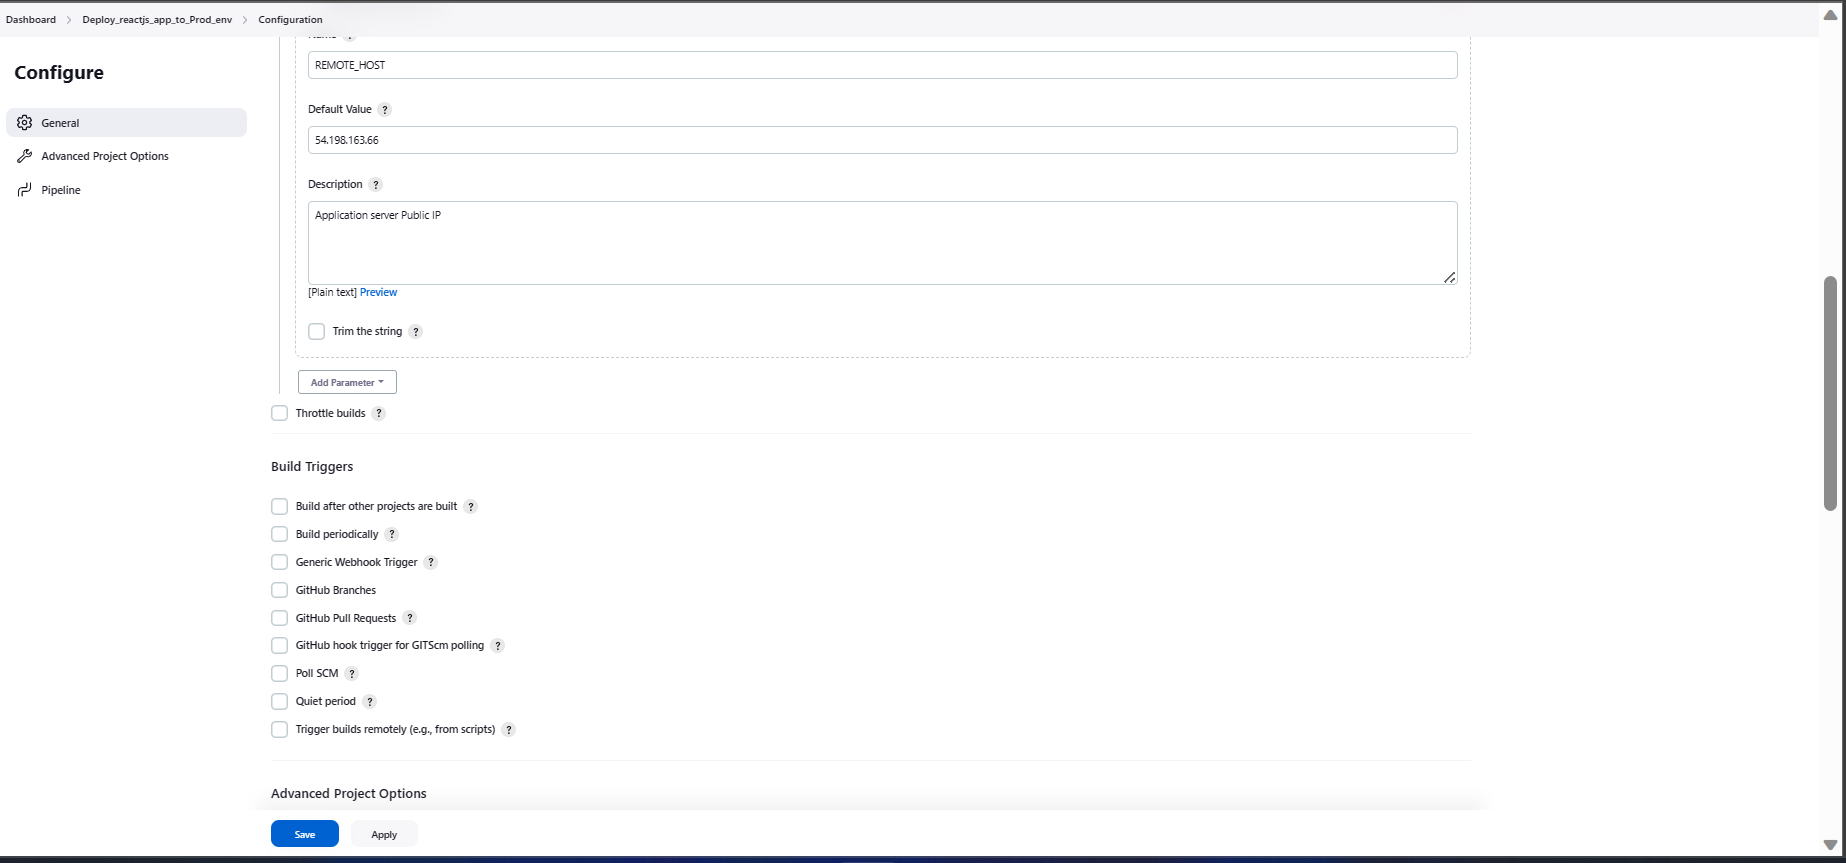 Dashboard > Deploy_reactjs_app_to_Prod_env > Configuration
Configure
General
Advanced Project Options
Pipeline
Name ?
REMOTE_HOST
Default Value ?
54.198.163.66
Description ?
Application server Public IP
[Plain text] Preview
Trim the string ?
Add Parameter
Throttle builds ?
Build Triggers
Build after other projects are built ?
Build periodically ?
Generic Webhook Trigger ?
GitHub Branches
GitHub Pull Requests ?
GitHub hook trigger for GITScm polling ?
Poll SCM ?
Quiet period ?
Trigger builds remotely (e.g., from scripts) ?
Advanced Project Options
Save
Apply